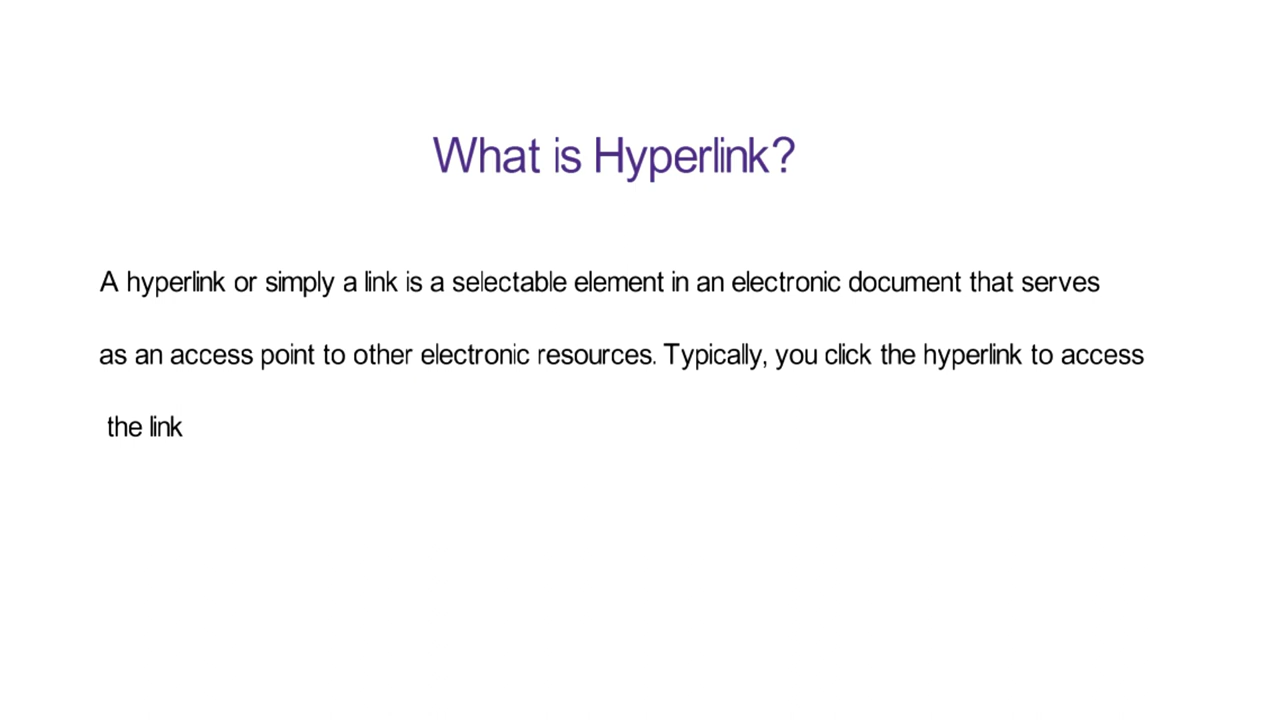 What is Hyperlink?
A hyperlink or simply a link is a selectable element in an electronic document that serves
as an access point to other electronic resources. Typically, you click the hyperlink to access
the link